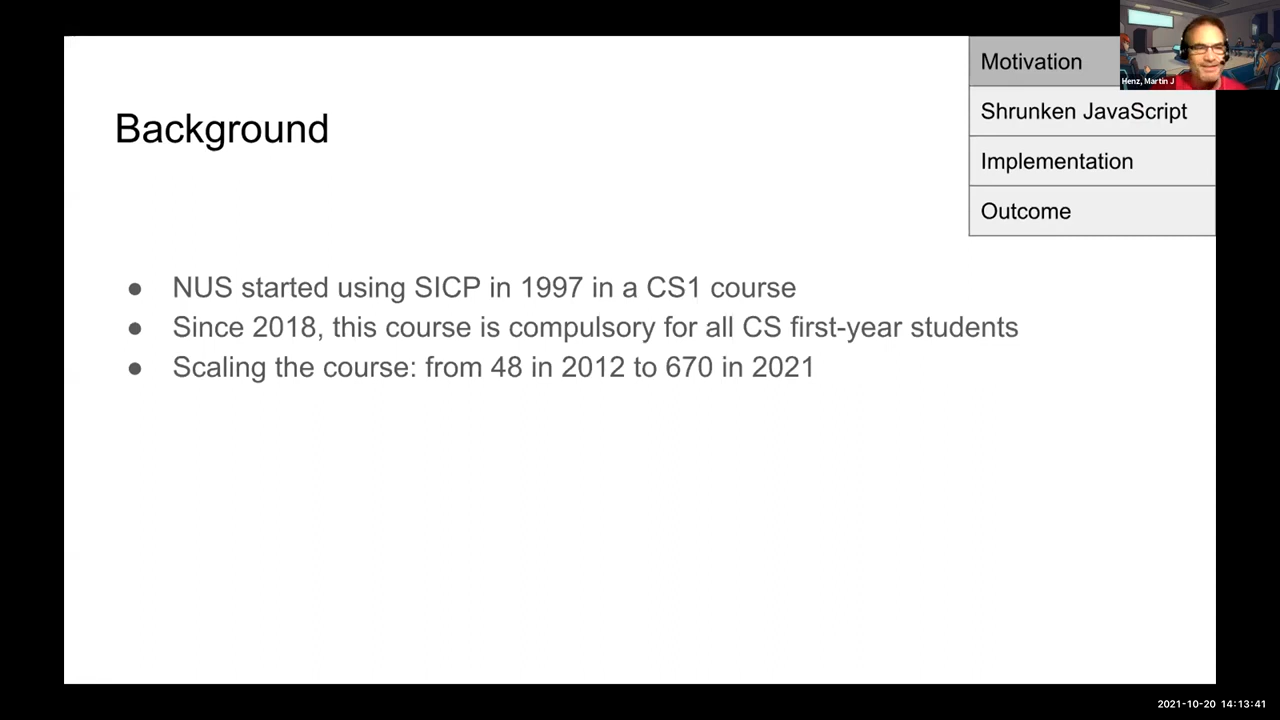 Motivation
Henz, Martin J
Shrunken JavaScript
Background
Implementation
Outcome
● NUS started using SICP in 1997 in a CS1 course
● Since 2018, this course is compulsory for all CS first-year students
● Scaling the course: from 48 in 2012 to 670 in 2021
2021-10-20 14:13:41